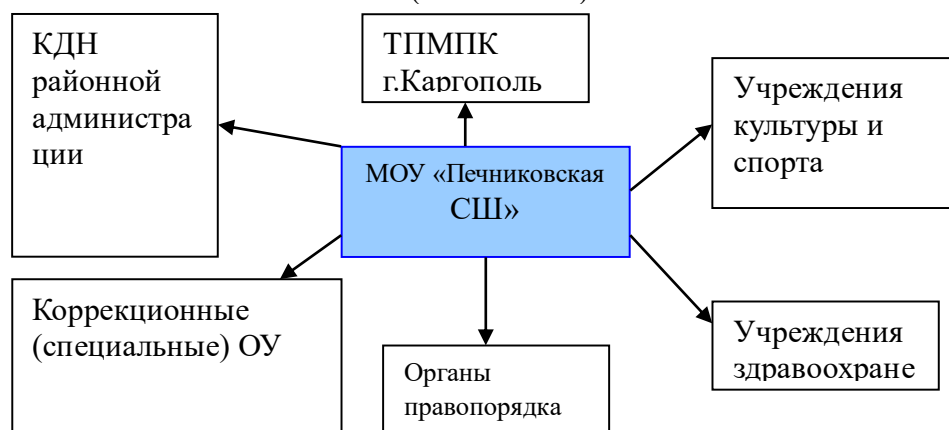 КДН
районной
администра
ции
ТПМПК
г.Каргополь
Учреждения
культуры и
спорта
МОУ «Печниковская
СШ»
Коррекционные
(специальные) ОУ
Органы
правопорядка
Учреждения
здравоохране